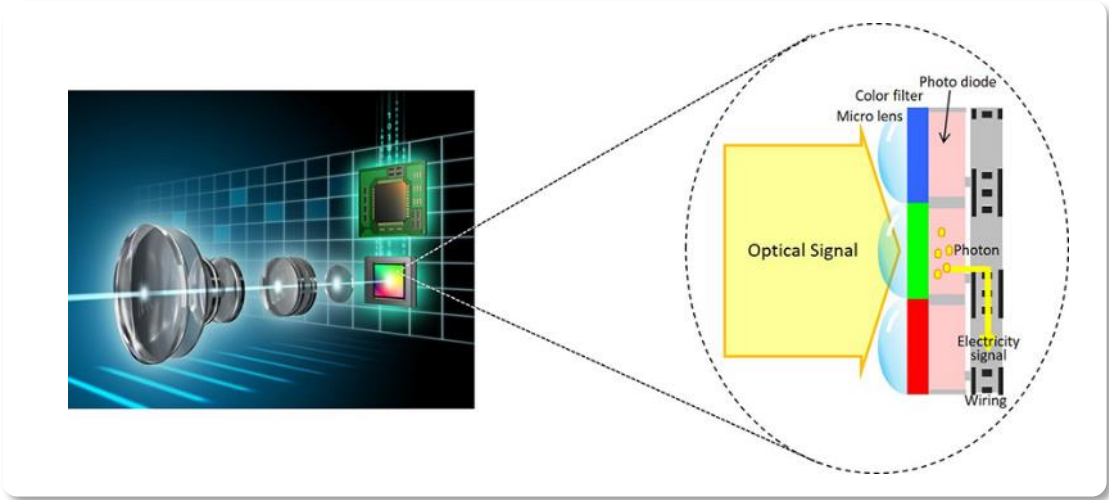 Photo diode
Color filter
Micro lens
Optical Signal
Photon
Electricity
signal
Wiring